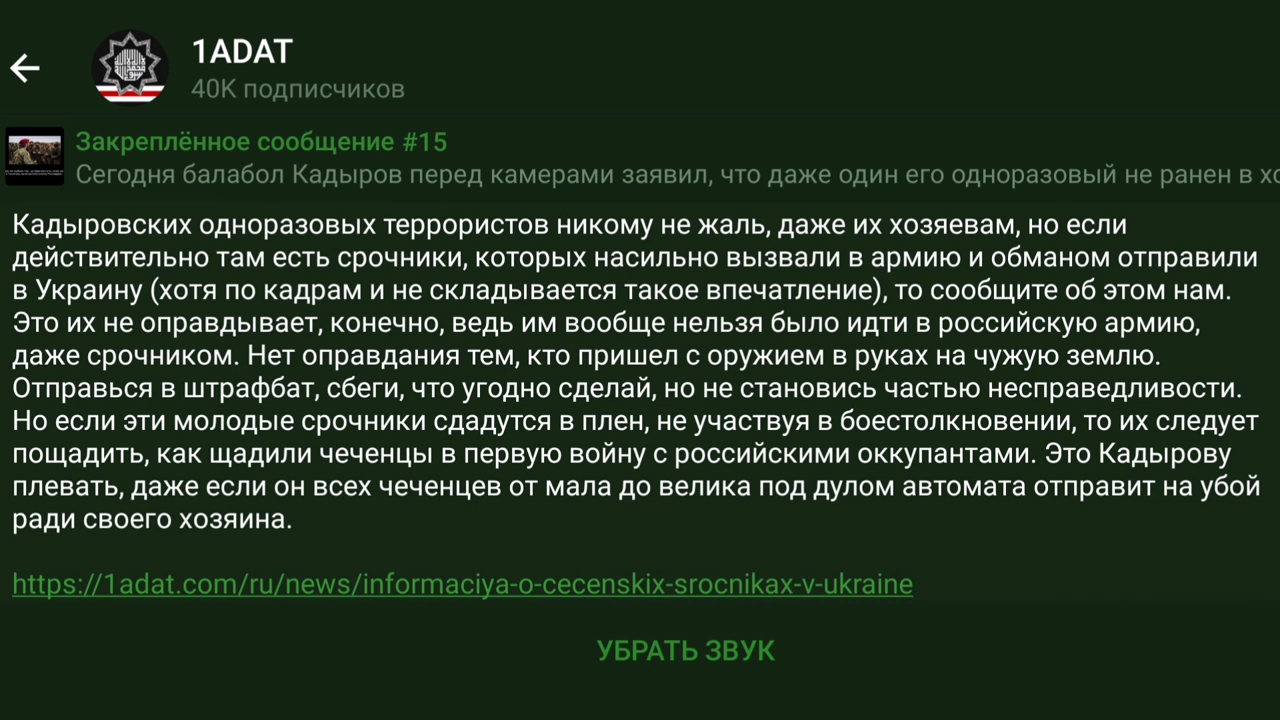 1ADAT
40K подписчиков
Закреплённое сообщение #15
Сегодня балабол Кадыров перед камерами заявил, что даже один его одноразовый не ранен в хо
Кадыровских одноразовых террористов никому не жаль, даже их хозяевам, но если
действительно там есть срочники, которых насильно вызвали в армию и обманом отправили
в Украину (хотя по кадрам и не складывается такое впечатление), то сообщите об этом нам.
Это их не оправдывает, конечно, ведь им вообще нельзя было идти в российскую армию,
даже срочником. Нет оправдания тем, кто пришел с оружием в руках на чужую землю.
Отправься в штрафбат, сбеги, что угодно сделай, но не становись частью несправедливости.
Но если эти молодые срочники сдадутся в плен, не участвуя в боестолкновении, то их следует
пощадить, как щадили чеченцы в первую войну с российскими оккупантами. Это Кадырову
плевать, даже если он всех чеченцев от мала до велика под дулом автомата отправит на убой
ради своего хозяина.
https://1adat.com/ru/news/informaciya-o-cecenskix-srocnikax-v-ukraine
УБРАТЬ ЗВУК